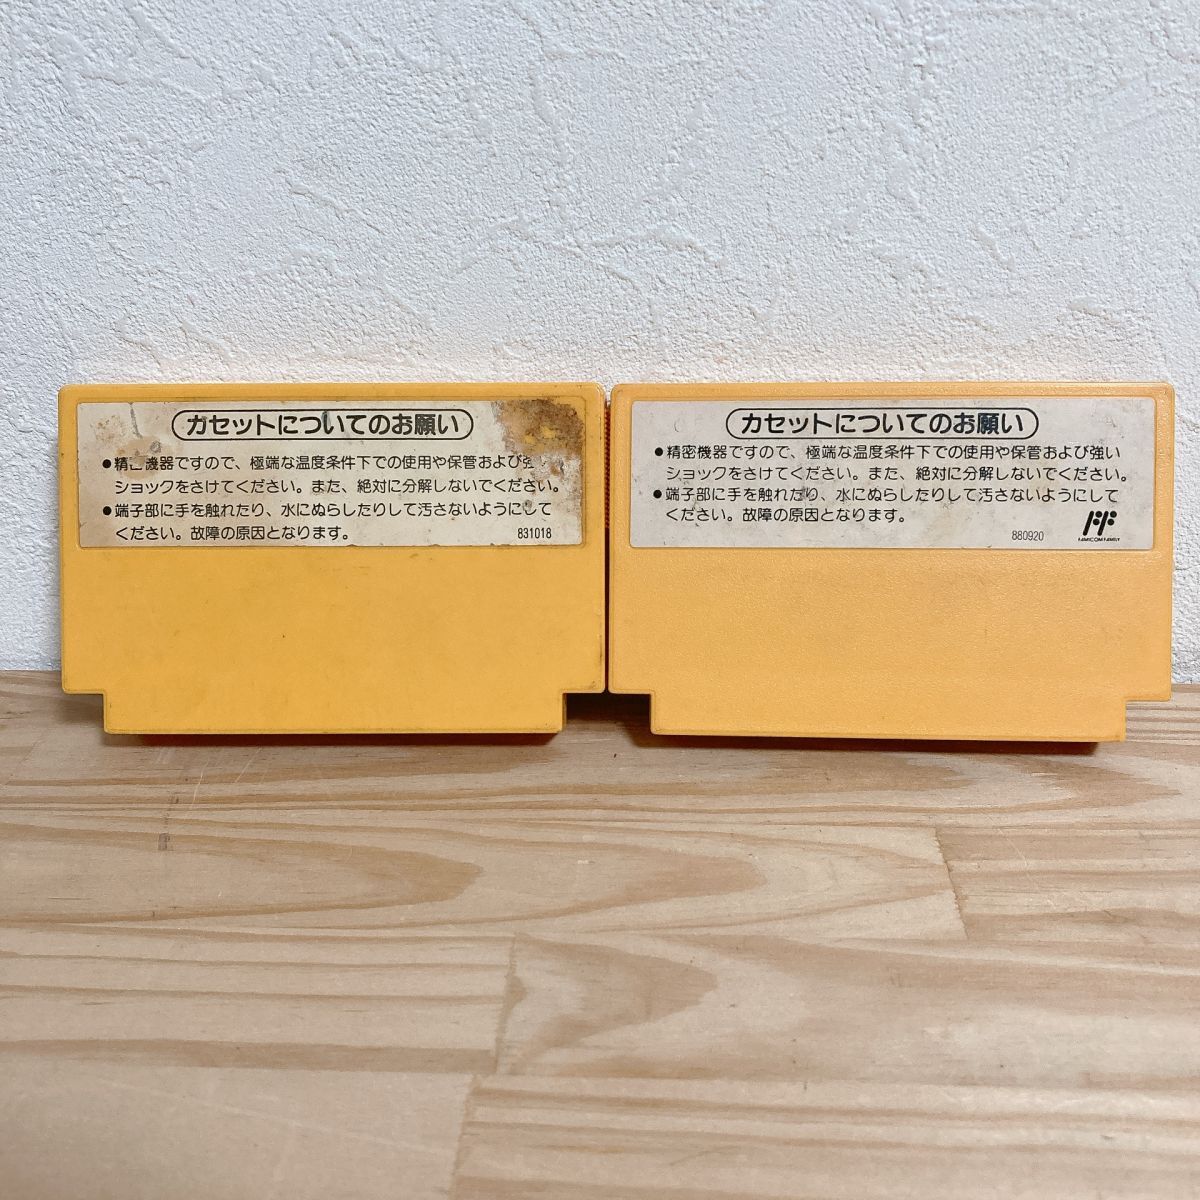 カセットについてのお願い
●精 機器ですので、極端な温度条件下での使用や保管および強い
ショックをさけてください。また、絶対に分解しないでください。
●端子部に手を触れたり、水にぬらしたりして汚さないようにして
ください。故障の原因となります。
831018
カセットについてのお願い
●精密機器ですので、極端な温度条件下での使用や保管および強い
ショックをさけてください。また、絶対に分解しないでください。
●端子部に手を触れたり、水にぬらしたりして汚さないようにして
ください。故障の原因となります。
880920
FF
FAMICOM FAMILY